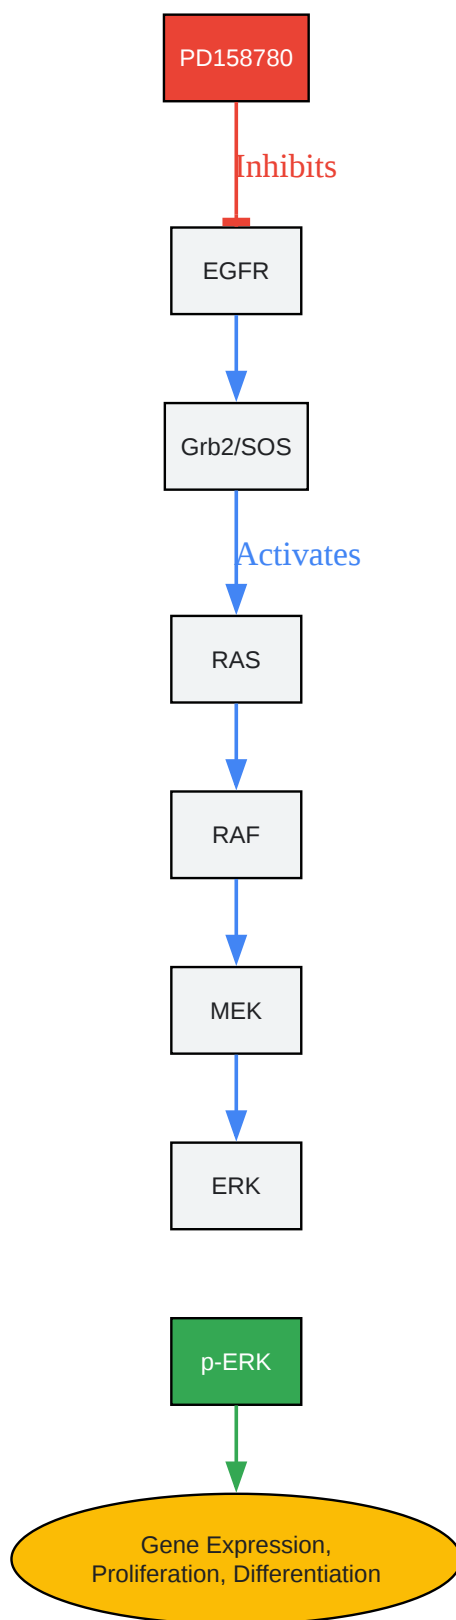 PD158780
Inhibits
EGFR
Grb2/SOS
Activates
RAS
RAF
MEK
ERK
p-ERK
Gene Expression,
Proliferation, Differentiation